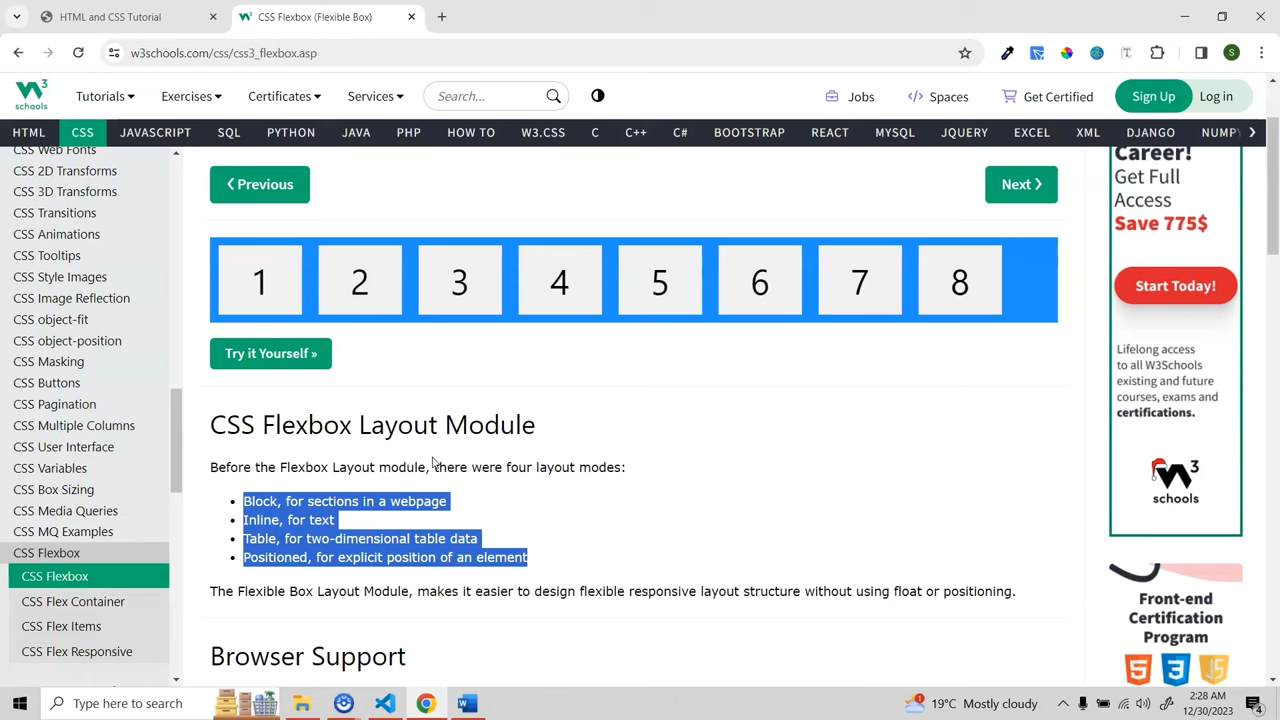 HTML and CSS Tutorial
CSS Flexbox (Flexible Box)
w3schools.com/css/css3_flexbox.asp
S
W3
schools
Tutorials
Exercises
Certificates
Services
Search...
Jobs
Spaces
Get Certified
Sign Up
Log in
HTML
CSS
JAVASCRIPT
SQL
PYTHON
JAVA
PHP
HOW TO
W3.CSS
C
C++
C#
BOOTSTRAP
REACT
MYSQL
JQUERY
EXCEL
XML
DJANGO
NUMPY
CSS Web Fonts
CSS 2D Transforms
CSS 3D Transforms
CSS Transitions
CSS Animations
CSS Tooltips
CSS Style Images
CSS Image Reflection
CSS object-fit
CSS object-position
CSS Masking
CSS Buttons
CSS Pagination
CSS Multiple Columns
CSS User Interface
CSS Variables
CSS Box Sizing
CSS Media Queries
CSS MQ Examples
CSS Flexbox
CSS Flexbox
CSS Flex Container
CSS Flex Items
CSS Flex Responsive
❮ Previous
Next ❯
1 2 3 4 5 6 7 8
Try it Yourself »
CSS Flexbox Layout Module
Before the Flexbox Layout module, there were four layout modes:
• Block, for sections in a webpage
• Inline, for text
• Table, for two-dimensional table data
• Positioned, for explicit position of an element
The Flexible Box Layout Module, makes it easier to design flexible responsive layout structure without using float or positioning.
Browser Support
Career!
Get Full
Access
Save 775$
Start Today!
Lifelong access
to all W3Schools
existing and future
courses, exams and
certifications.
W3
schools
Front-end
Certification
Program
5
3
JS
Type here to search
1
19°C Mostly cloudy
2:28 AM
12/30/2023
4